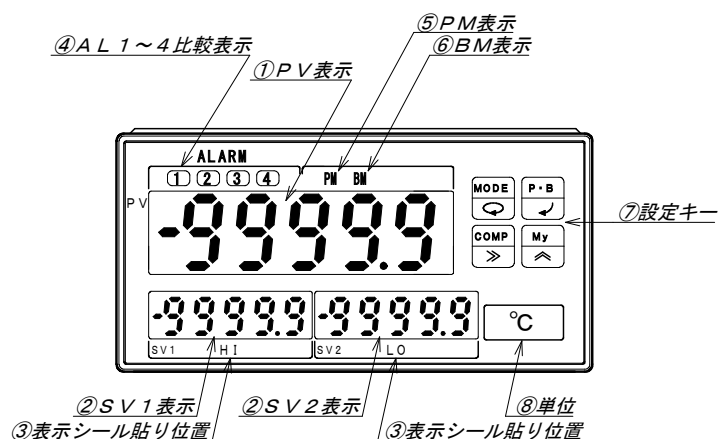 ⑤PM表示
④AL1～4比較表示
⑥BM表示
①PV表示
ALARM
1 2 3 4 PM BM
MODE P・B
PV
-9999.9
⑦設定キー
COMP My
-9999.9 -9999.9
℃
SV1 HI SV2 LO
②SV1表示 ②SV2表示 ⑧単位
③表示シール貼り位置 ③表示シール貼り位置